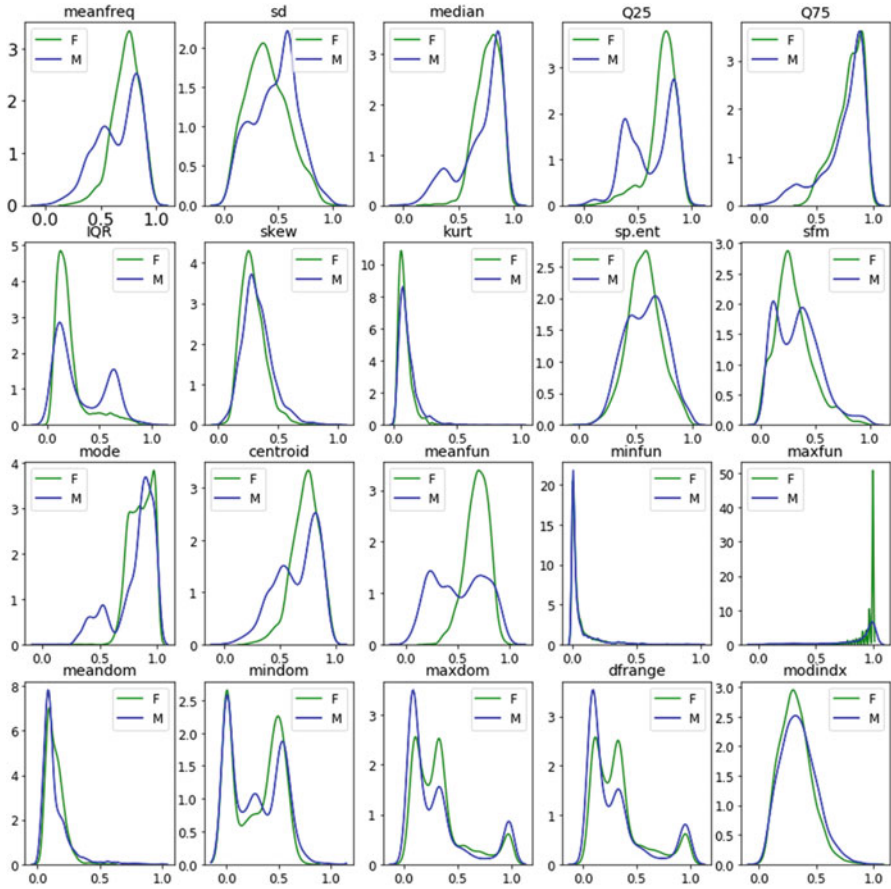 meanfreq
F
M
3
2
1
0
0.0 0.5 1.0
sd
F
M
2.0
1.5
1.0
0.5
0.0
0.0 0.5 1.0
median
F
M
3
2
1
0
0.0 0.5 1.0
Q25
F
M
3
2
1
0
0.0 0.5 1.0
Q75
F
M
3
2
1
0
0.0 0.5 1.0
IQR
F
M
5
4
3
2
1
0
0.0 0.5 1.0
skew
F
M
4
3
2
1
0
0.0 0.5 1.0
kurt
F
M
10
8
6
4
2
0
0.0 0.5 1.0
sp.ent
F
M
2.5
2.0
1.5
1.0
0.5
0.0
0.0 0.5 1.0
sfm
F
M
3.0
2.5
2.0
1.5
1.0
0.5
0.0
0.0 0.5 1.0
mode
F
M
4
3
2
1
0
0.0 0.5 1.0
centroid
F
M
3
2
1
0
0.0 0.5 1.0
meanfun
F
M
3
2
1
0
0.0 0.5 1.0
minfun
F
M
20
15
10
5
0
0.0 0.5 1.0
maxfun
F
M
50
40
30
20
10
0
0.0 0.5 1.0
meandom
F
M
8
6
4
2
0
0.0 0.5 1.0
mindom
F
M
2.5
2.0
1.5
1.0
0.5
0.0
0.0 0.5 1.0
maxdom
F
M
3
2
1
0
0.0 0.5 1.0
dfrange
F
M
3
2
1
0
0.0 0.5 1.0
modindx
F
M
3.0
2.5
2.0
1.5
1.0
0.5
0.0
0.0 0.5 1.0